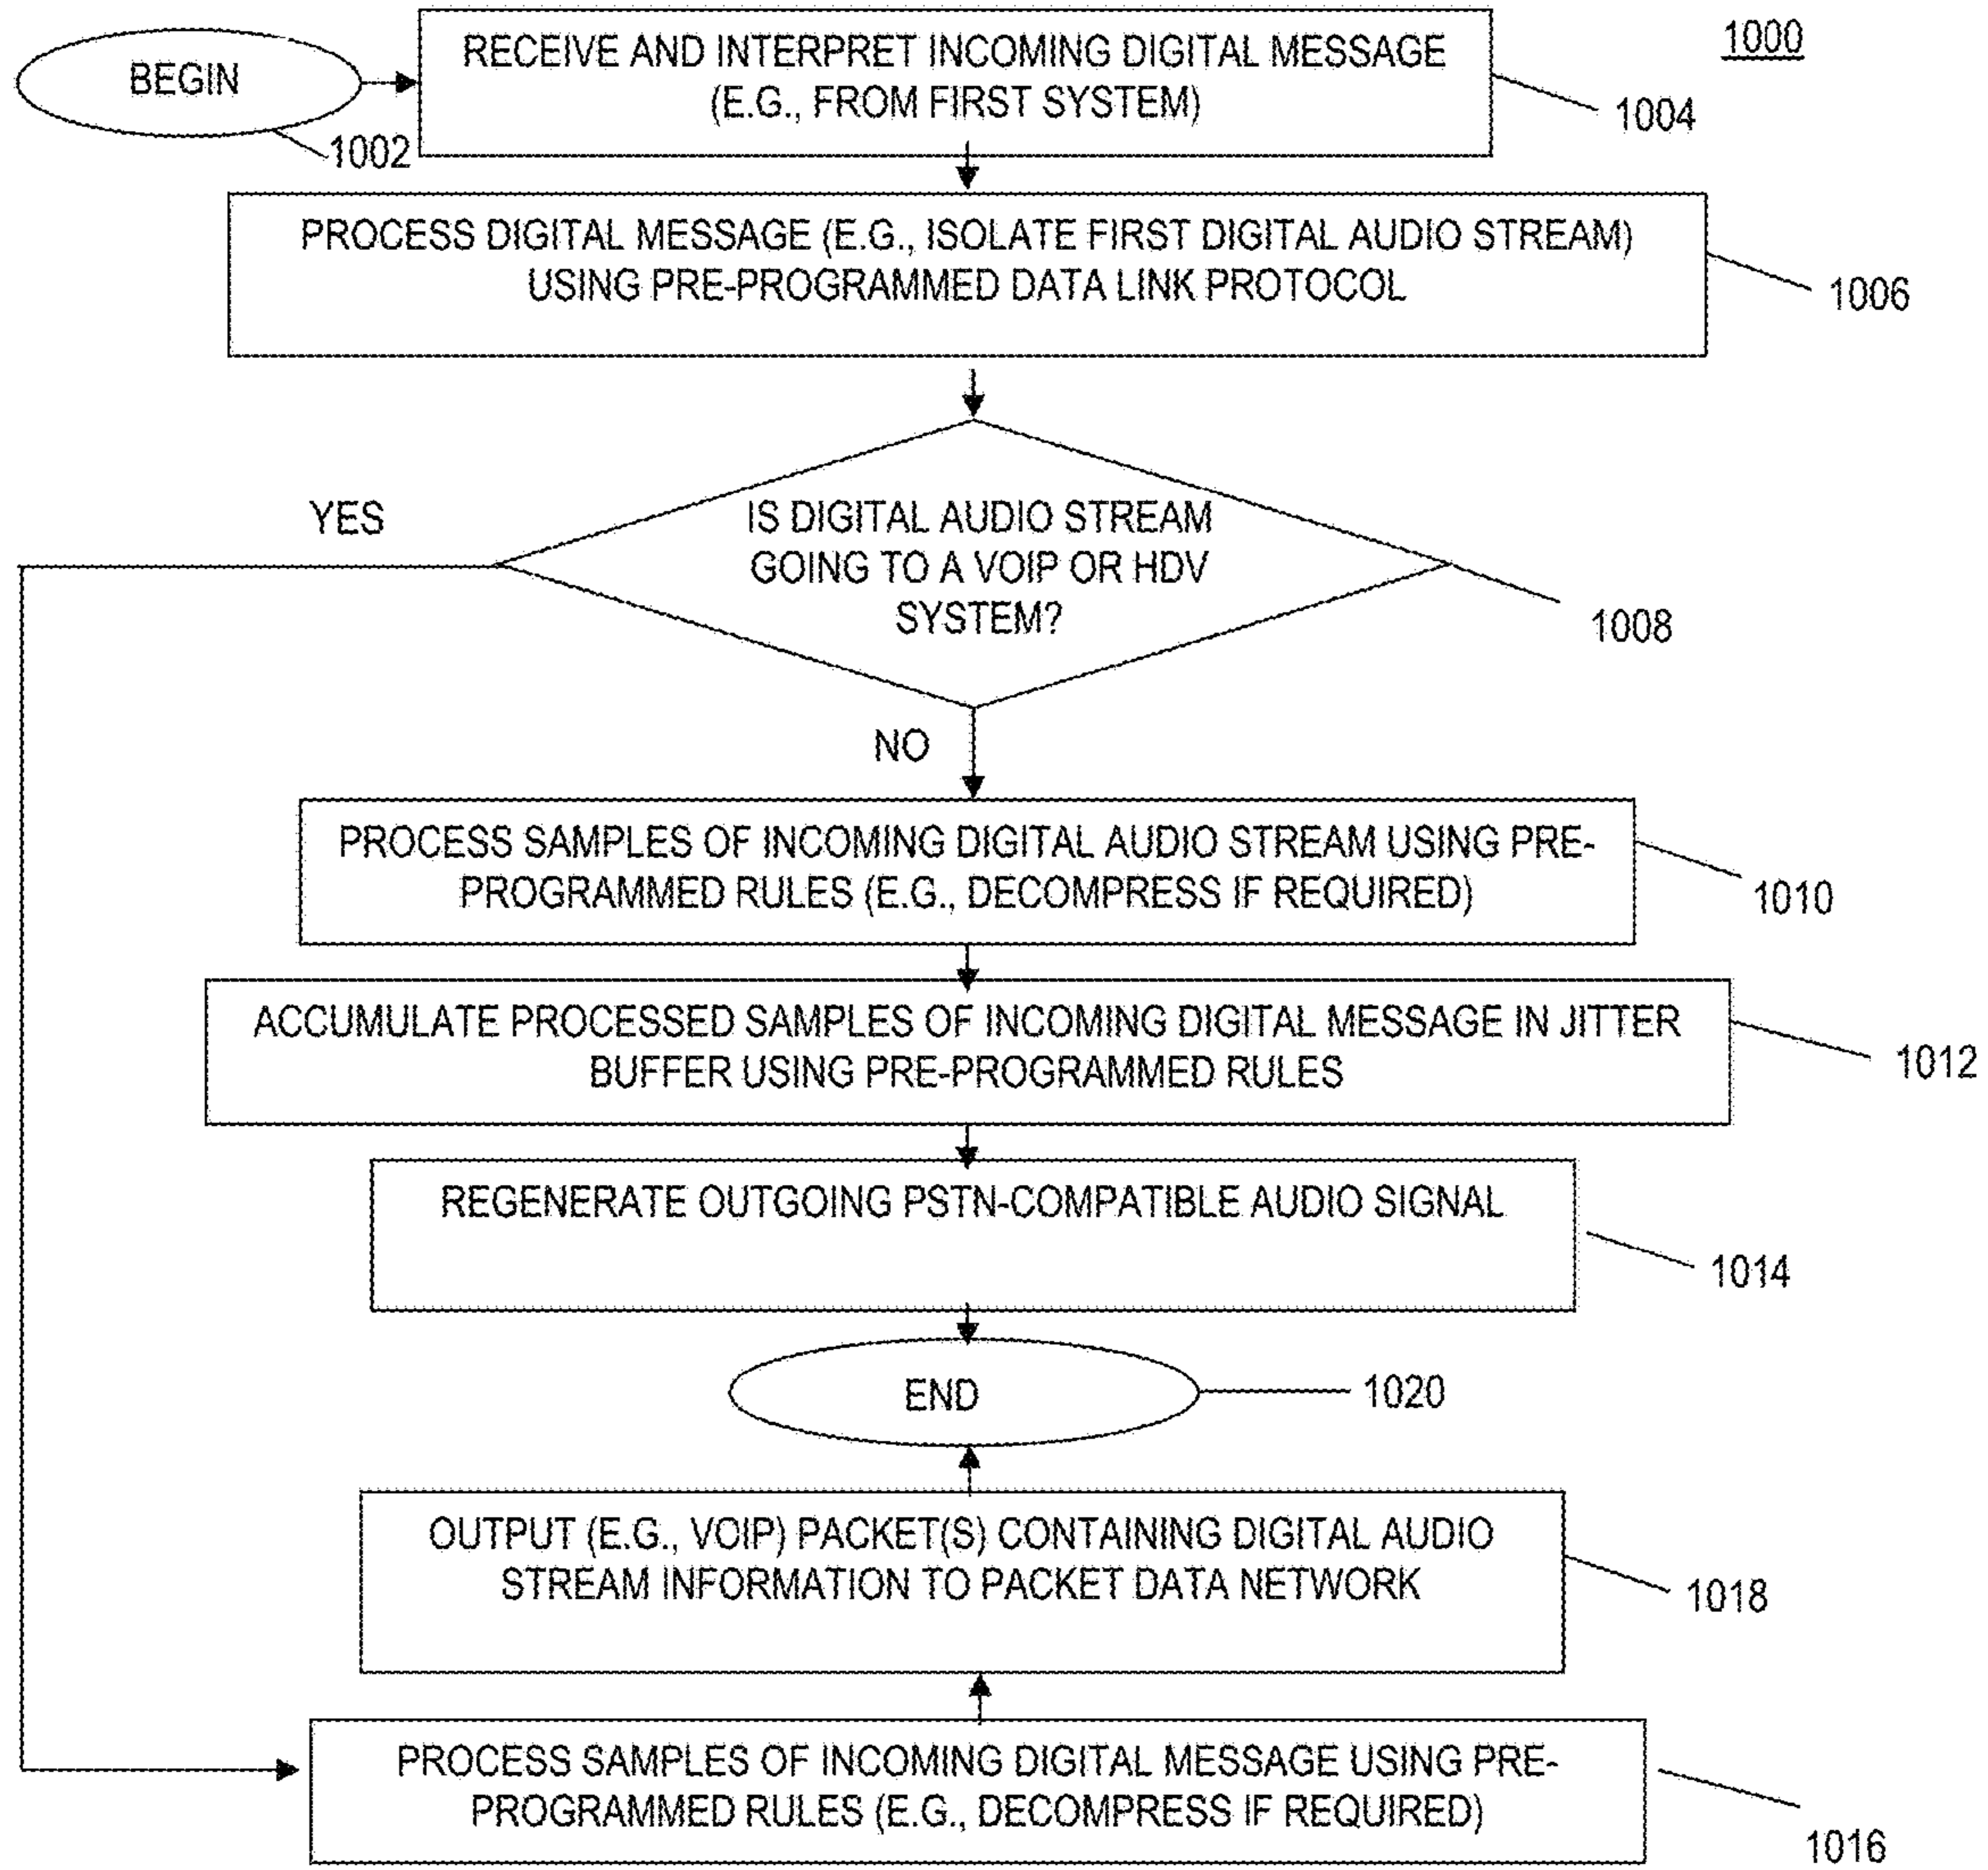 1000
BEGIN
1002
RECEIVE AND INTERPRET INCOMING DIGITAL MESSAGE
(E.G., FROM FIRST SYSTEM)
1004
PROCESS DIGITAL MESSAGE (E.G., ISOLATE FIRST DIGITAL AUDIO STREAM)
USING PRE-PROGRAMMED DATA LINK PROTOCOL
1006
YES
IS DIGITAL AUDIO STREAM
GOING TO A VOIP OR HDV
SYSTEM?
1008
NO
PROCESS SAMPLES OF INCOMING DIGITAL AUDIO STREAM USING PRE-
PROGRAMMED RULES (E.G., DECOMPRESS IF REQUIRED)
1010
ACCUMULATE PROCESSED SAMPLES OF INCOMING DIGITAL MESSAGE IN JITTER
BUFFER USING PRE-PROGRAMMED RULES
1012
REGENERATE OUTGOING PSTN-COMPATIBLE AUDIO SIGNAL
1014
END
1020
OUTPUT (E.G., VOIP) PACKET(S) CONTAINING DIGITAL AUDIO
STREAM INFORMATION TO PACKET DATA NETWORK
1018
PROCESS SAMPLES OF INCOMING DIGITAL MESSAGE USING PRE-
PROGRAMMED RULES (E.G., DECOMPRESS IF REQUIRED)
1016